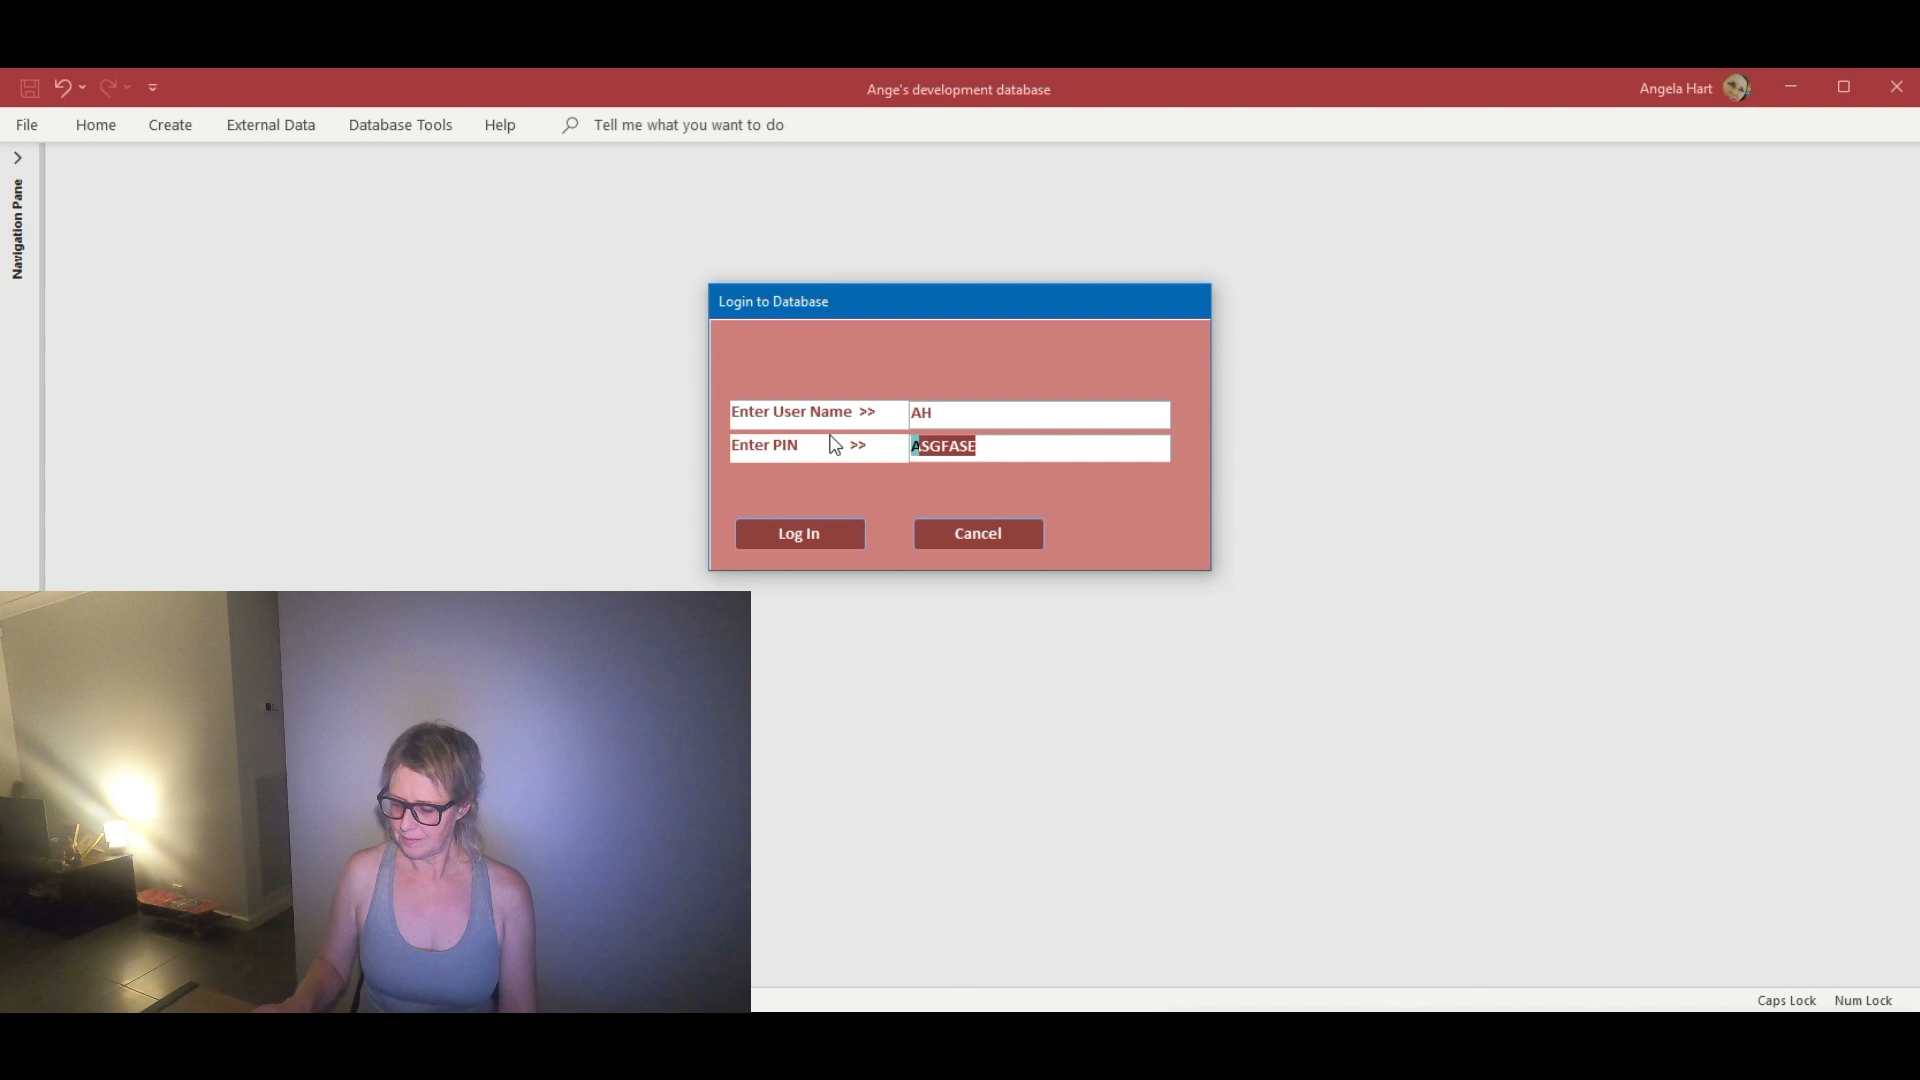 Ange's development database
Angela Hart
File Home Create External Data Database Tools Help Tell me what you want to do
Navigation Pane
Login to Database
Enter User Name >> AH
Enter PIN >> ASGFASE
Log In Cancel
Caps Lock Num Lock